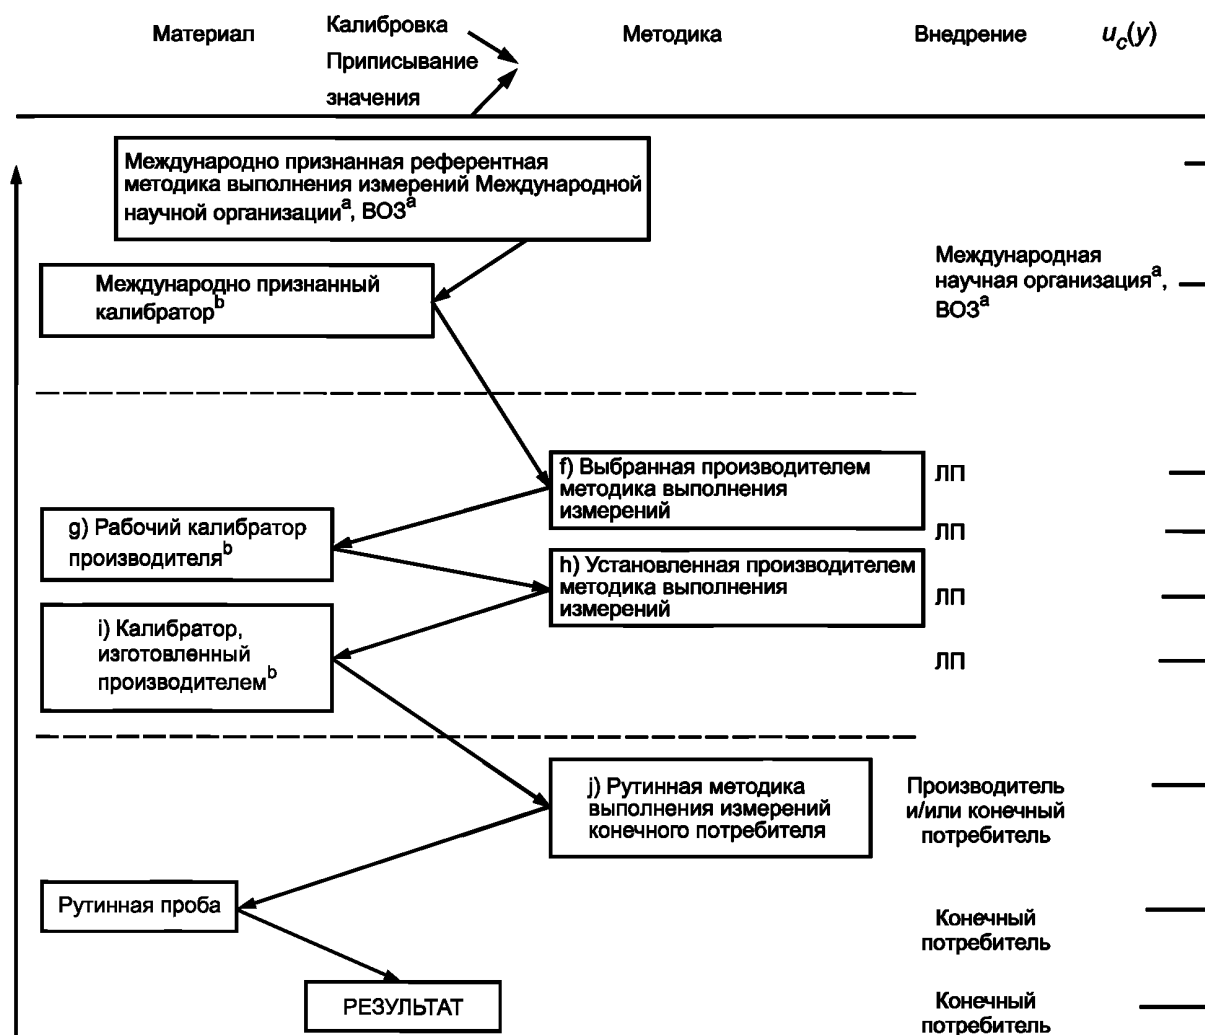 Материал
Калибровка
Приписывание
значения
Методика
Внедрение
u_c(y)
Международно признанная референтная
методика выполнения измерений Международной
научной организации^a, ВОЗ^a
Международно признанный
калибратор^b
Международная
научная организация^a,
ВОЗ^a
f) Выбранная производителем
методика выполнения
измерений
ЛП
g) Рабочий калибратор
производителя^b
ЛП
h) Установленная производителем
методика выполнения
измерений
ЛП
i) Калибратор,
изготовленный
производителем^b
ЛП
j) Рутинная методика
выполнения измерений
конечного потребителя
Производитель
и/или конечный
потребитель
Рутинная проба
Конечный
потребитель
РЕЗУЛЬТАТ
Конечный
потребитель